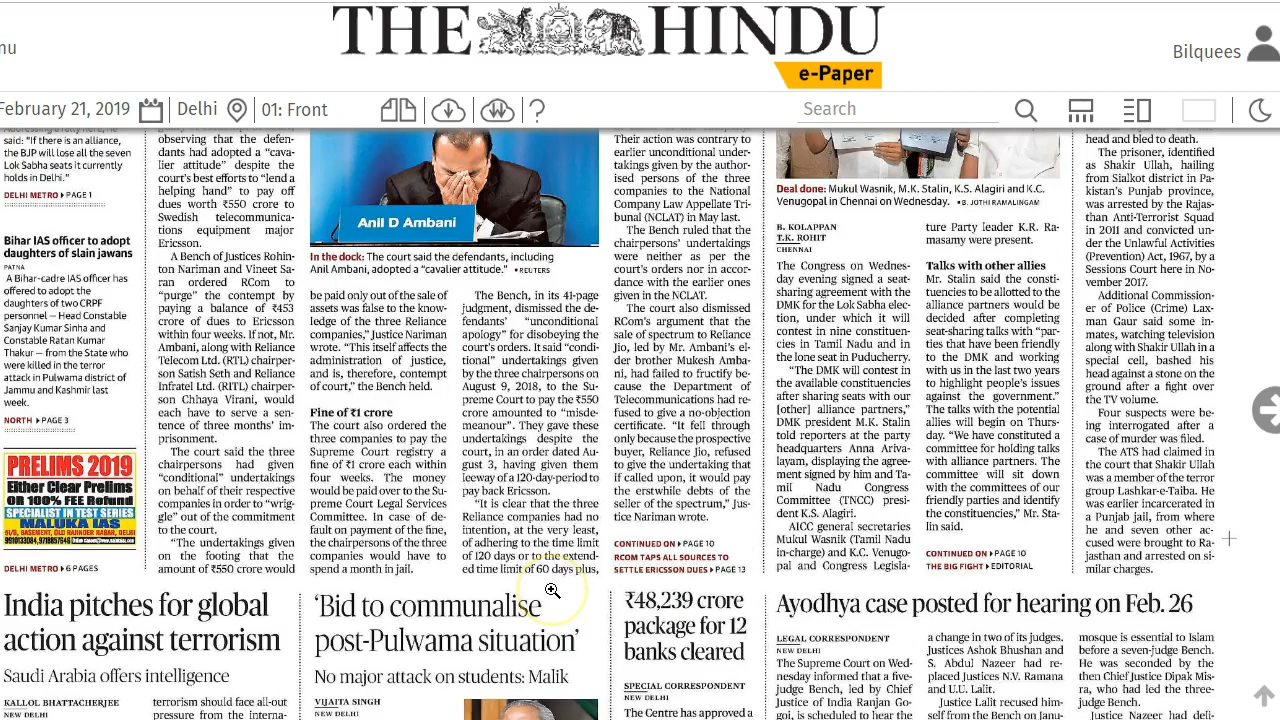 THE HINDU
e-Paper
nu
Bilquees
February 21, 2019
Delhi
01: Front
Search
said: "If there is an alliance,
the BJP will lose all the seven
Lok Sabha seats it currently
holds in Delhi."
DELHI METRO PAGE 1
Bihar IAS officer to adopt
daughters of slain jawans
PATNA
A Bihar-cadre IAS officer has
offered to adopt the
daughters of two CRPF
personnel — Head Constable
Sanjay Kumar Sinha and
Constable Ratan Kumar
Thakur — from the State who
were killed in the terror
attack in Pulwama district of
Jammu and Kashmir last
week.
NORTH PAGE 3
PRELIMS 2019
Either Clear Prelims
OR 100% FEE Refund
SPECIALIST IN TEST SERIES
MALUKA IAS
DELHI METRO 6 PAGES
observing that the defen-
dants had adopted a "cava-
lier attitude" despite the
court's best efforts to "lend a
helping hand" to pay off
dues worth ₹550 crore to
Swedish telecommunica-
tions equipment major
Ericsson.
A Bench of Justices Rohin-
ton Nariman and Vineet Sa-
ran ordered RCom to
"purge" the contempt by
paying a balance of ₹453
crore of dues to Ericsson
within four weeks. If not, Mr.
Ambani, along with Reliance
Telecom Ltd. (RTL) chairper-
son Satish Seth and Reliance
Infratel Ltd. (RITL) chairper-
son Chhaya Virani, would
each have to serve a sen-
tence of three months' im-
prisonment.
The court said the three
chairpersons had given
"conditional" undertakings
on behalf of their respective
companies in order to "wrig-
gle" out of the commitment
to the court.
"The undertakings given
on the footing that the
amount of ₹550 crore would
Anil D Ambani
In the dock: The court said the defendants, including
Anil Ambani, adopted a "cavalier attitude." REUTERS
be paid only out of the sale of
assets was false to the know-
ledge of the three Reliance
companies," Justice Nariman
wrote. "This itself affects the
administration of justice,
and is, therefore, contempt
of court," the Bench held.
Fine of ₹1 crore
The court also ordered the
three companies to pay the
Supreme Court registry a
fine of ₹1 crore each within
four weeks. The money
would be paid over to the Su-
preme Court Legal Services
Committee. In case of de-
fault on payment of the fine,
the chairpersons of the three
companies would have to
spend a month in jail.
The Bench, in its 41-page
judgment, dismissed the de-
fendants' "unconditional
apology" for disobeying the
court's orders. It said "condi-
tional" undertakings given
by the three chairpersons on
August 9, 2018, to the Su-
preme Court to pay the ₹550
crore amounted to "misde-
meanour". They gave these
undertakings despite the
court, in an order dated Au-
gust 3, having given them
leeway of a 120-day-period to
pay back Ericsson.
"It is clear that the three
Reliance companies had no
intention, at the very least,
of adhering to the time limit
of 120 days or to the extend-
ed time limit of 60 days plus,
Their action was contrary to
earlier unconditional under-
takings given by the author-
ised persons of the three
companies to the National
Company Law Appellate Tri-
bunal (NCLAT) in May last.
The Bench ruled that the
chairpersons' undertakings
were neither as per the
court's orders nor in accor-
dance with the earlier ones
given in the NCLAT.
The court also dismissed
RCom's argument that the
sale of spectrum to Reliance
Jio, led by Mr. Ambani's el-
der brother Mukesh Amba-
ni, had failed to fructify be-
cause the Department of
Telecommunications had re-
fused to give a no-objection
certificate. "It fell through
only because the prospective
buyer, Reliance Jio, refused
to give the undertaking that
if called upon, it would pay
the erstwhile debts of the
seller of the spectrum," Jus-
tice Nariman wrote.
CONTINUED ON PAGE 10
RCOM TAPS ALL SOURCES TO
SETTLE ERICSSON DUES PAGE 13
Deal done: Mukul Wasnik, M.K. Stalin, K.S. Alagiri and K.C.
Venugopal in Chennai on Wednesday. B. JOTHI RAMALINGAM
B. KOLAPPAN
T.K. ROHIT
CHENNAI
The Congress on Wednes-
day evening signed a seat-
sharing agreement with the
DMK for the Lok Sabha elec-
tion, under which it will
contest in nine constituen-
cies in Tamil Nadu and in
the lone seat in Puducherry.
"The DMK will contest in
the available constituencies
after sharing seats with our
[other] alliance partners,"
DMK president M.K. Stalin
told reporters at the party
headquarters Anna Ariva-
layam, displaying the agree-
ment signed by him and Ta-
mil Nadu Congress
Committee (TNCC) presi-
dent K.S. Alagiri.
AICC general secretaries
Mukul Wasnik (Tamil Nadu
in-charge) and K.C. Venugo-
pal and Congress Legisla-
ture Party leader K.R. Ra-
masamy were present.
Talks with other allies
Mr. Stalin said the consti-
tuencies to be allotted to the
alliance partners would be
decided after completing
seat-sharing talks with "par-
ties that have been friendly
to the DMK and working
with us in the last two years
to highlight people's issues
against the government."
The talks with the potential
allies will begin on Thurs-
day. "We have constituted a
committee for holding talks
with alliance partners. The
committee will sit down
with the committees of our
friendly parties and identify
the constituencies," Mr. Sta-
lin said.
CONTINUED ON PAGE 10
THE BIG FIGHT EDITORIAL
head and bled to death.
The prisoner, identified
as Shakir Ullah, hailing
from Sialkot district in Pa-
kistan's Punjab province,
was arrested by the Rajas-
than Anti-Terrorist Squad
in 2011 and convicted un-
der the Unlawful Activities
(Prevention) Act, 1967, by a
Sessions Court here in No-
vember 2017.
Additional Commission-
er of Police (Crime) Lax-
man Gaur said some in-
mates, watching television
along with Shakir Ullah in a
special cell, bashed his
head against a stone on the
ground after a fight over
the TV volume.
Four suspects were be-
ing interrogated after a
case of murder was filed.
The ATS had claimed in
the court that Shakir Ullah
was a member of the terror
group Lashkar-e-Taiba. He
was earlier incarcerated in
a Punjab jail, from where
he and seven other ac-
cused were brought to Ra-
jasthan and arrested on si-
milar charges.
India pitches for global
action against terrorism
Saudi Arabia offers intelligence
KALLOL BHATTACHERJEE
NEW DELHI
terrorism should face all-out
pressure from the interna-
'Bid to communalise
post-Pulwama situation'
No major attack on students: Malik
VIJAITA SINGH
NEW DELHI
₹48,239 crore
package for 12
banks cleared
SPECIAL CORRESPONDENT
NEW DELHI
The Centre has approved a
Ayodhya case posted for hearing on Feb. 26
LEGAL CORRESPONDENT
NEW DELHI
The Supreme Court on Wed-
nesday informed that a five-
judge Bench, led by Chief
Justice of India Ranjan Go-
goi, is scheduled to hear the
a change in two of its judges.
Justices Ashok Bhushan and
S. Abdul Nazeer had re-
placed Justices N.V. Ramana
and U.U. Lalit.
Justice Lalit recused him-
self from the Bench on Janu-
mosque is essential to Islam
before a seven-judge Bench.
He was seconded by the
then Chief Justice Dipak Mis-
ra, who had led the three-
judge Bench.
Justice Nazeer had deli-